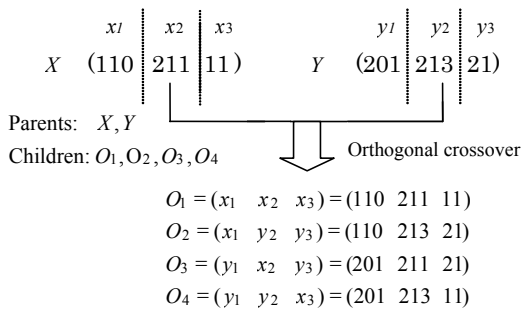 x1 x2 x3 y1 y2 y3
X (110 211 11) Y (201 213 21)
Parents: X,Y
Children: O1,O2,O3,O4 Orthogonal crossover
O1 = (x1 x2 x3) = (110 211 11)
O2 = (x1 y2 y3) = (110 213 21)
O3 = (y1 x2 y3) = (201 211 21)
O4 = (y1 y2 x3) = (201 213 11)